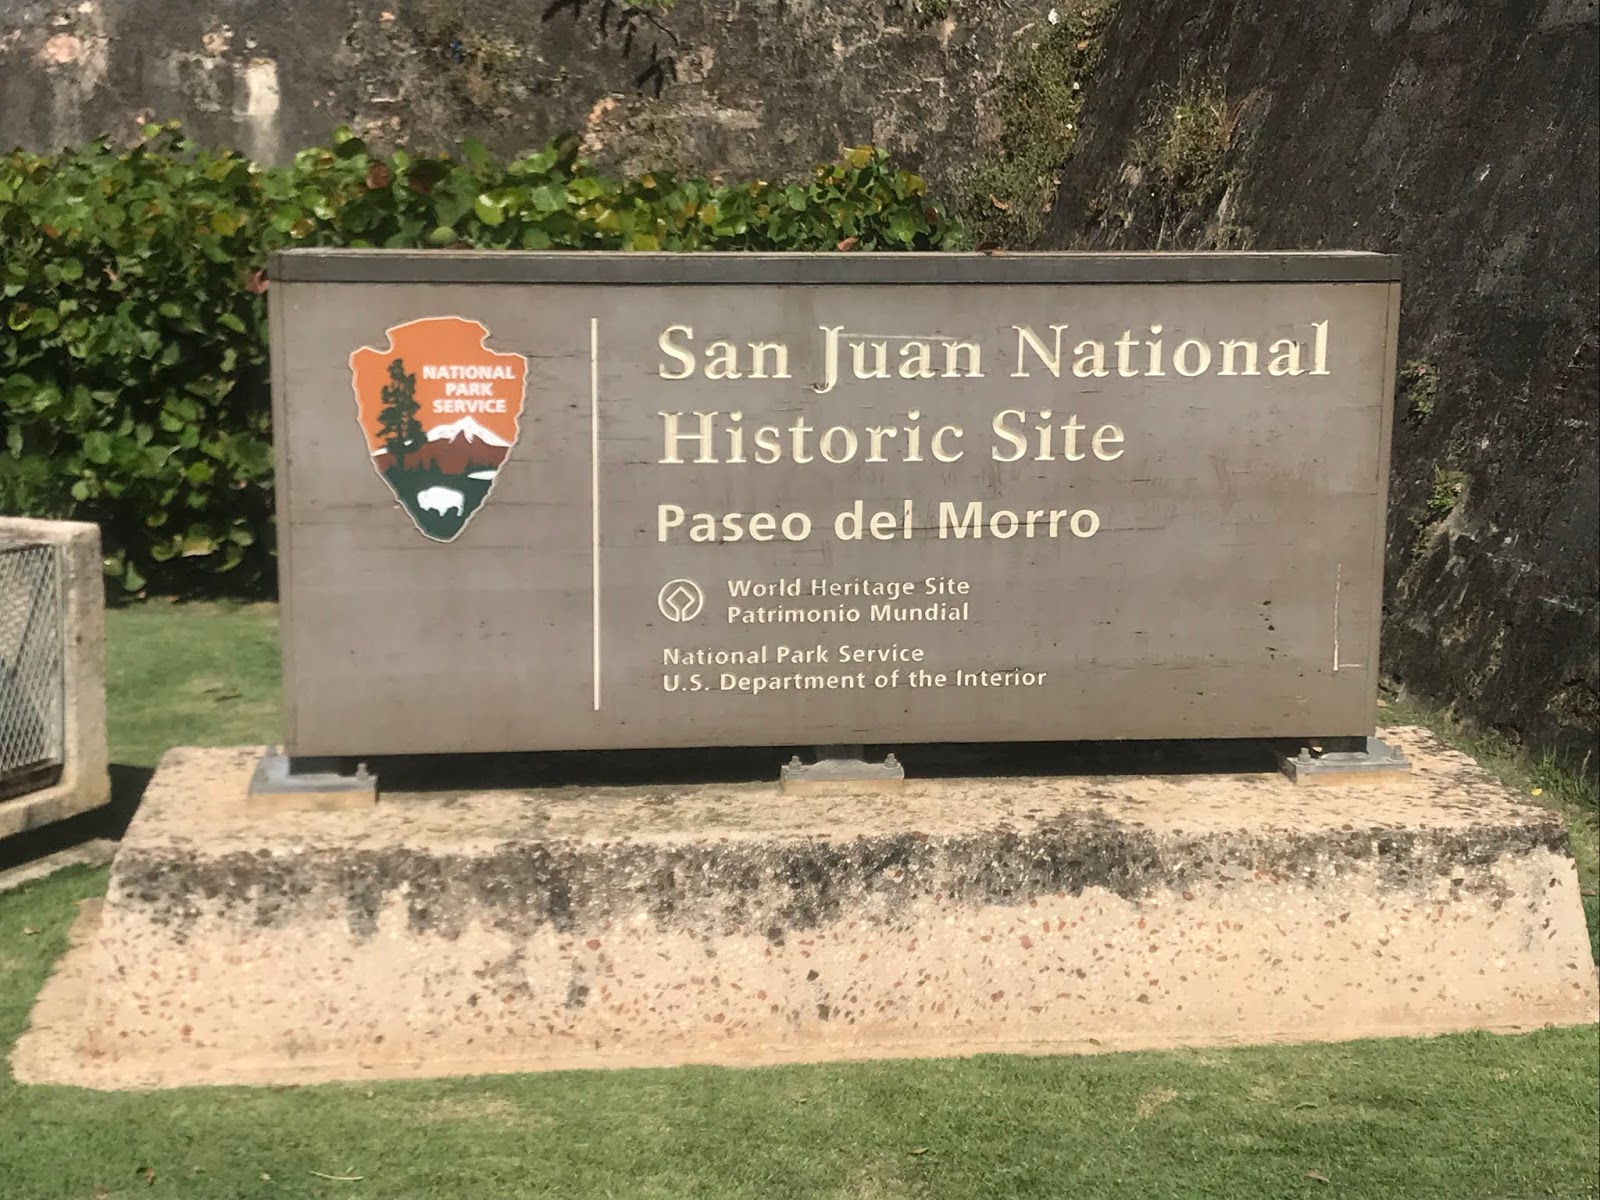 NATIONAL
PARK
SERVICE
San Juan National
Historic Site
Paseo del Morro
World Heritage Site
Patrimonio Mundial
National Park Service
U.S. Department of the Interior